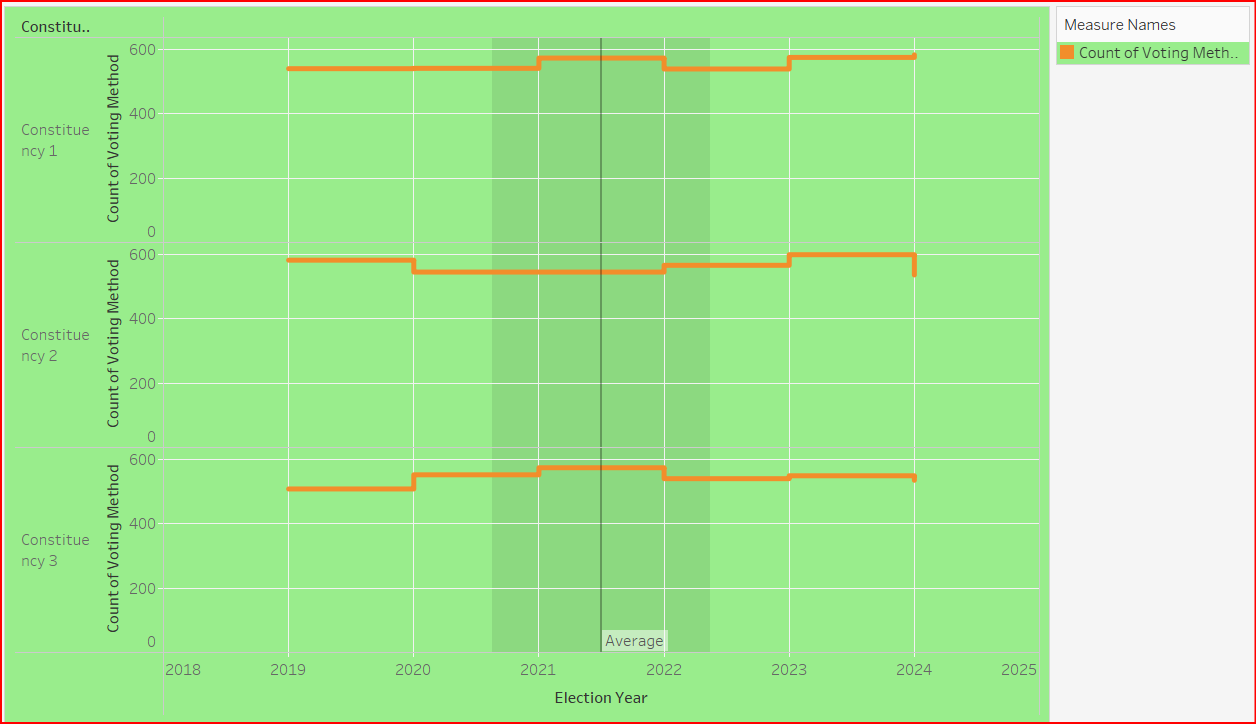 Constitu..
Measure Names
Count of Voting Meth..
Constitue
ncy 1
Count of Voting Method
600
400
200
0
Constitue
ncy 2
Count of Voting Method
600
400
200
0
Constitue
ncy 3
Count of Voting Method
600
400
200
0
Average
2018 2019 2020 2021 2022 2023 2024 2025
Election Year